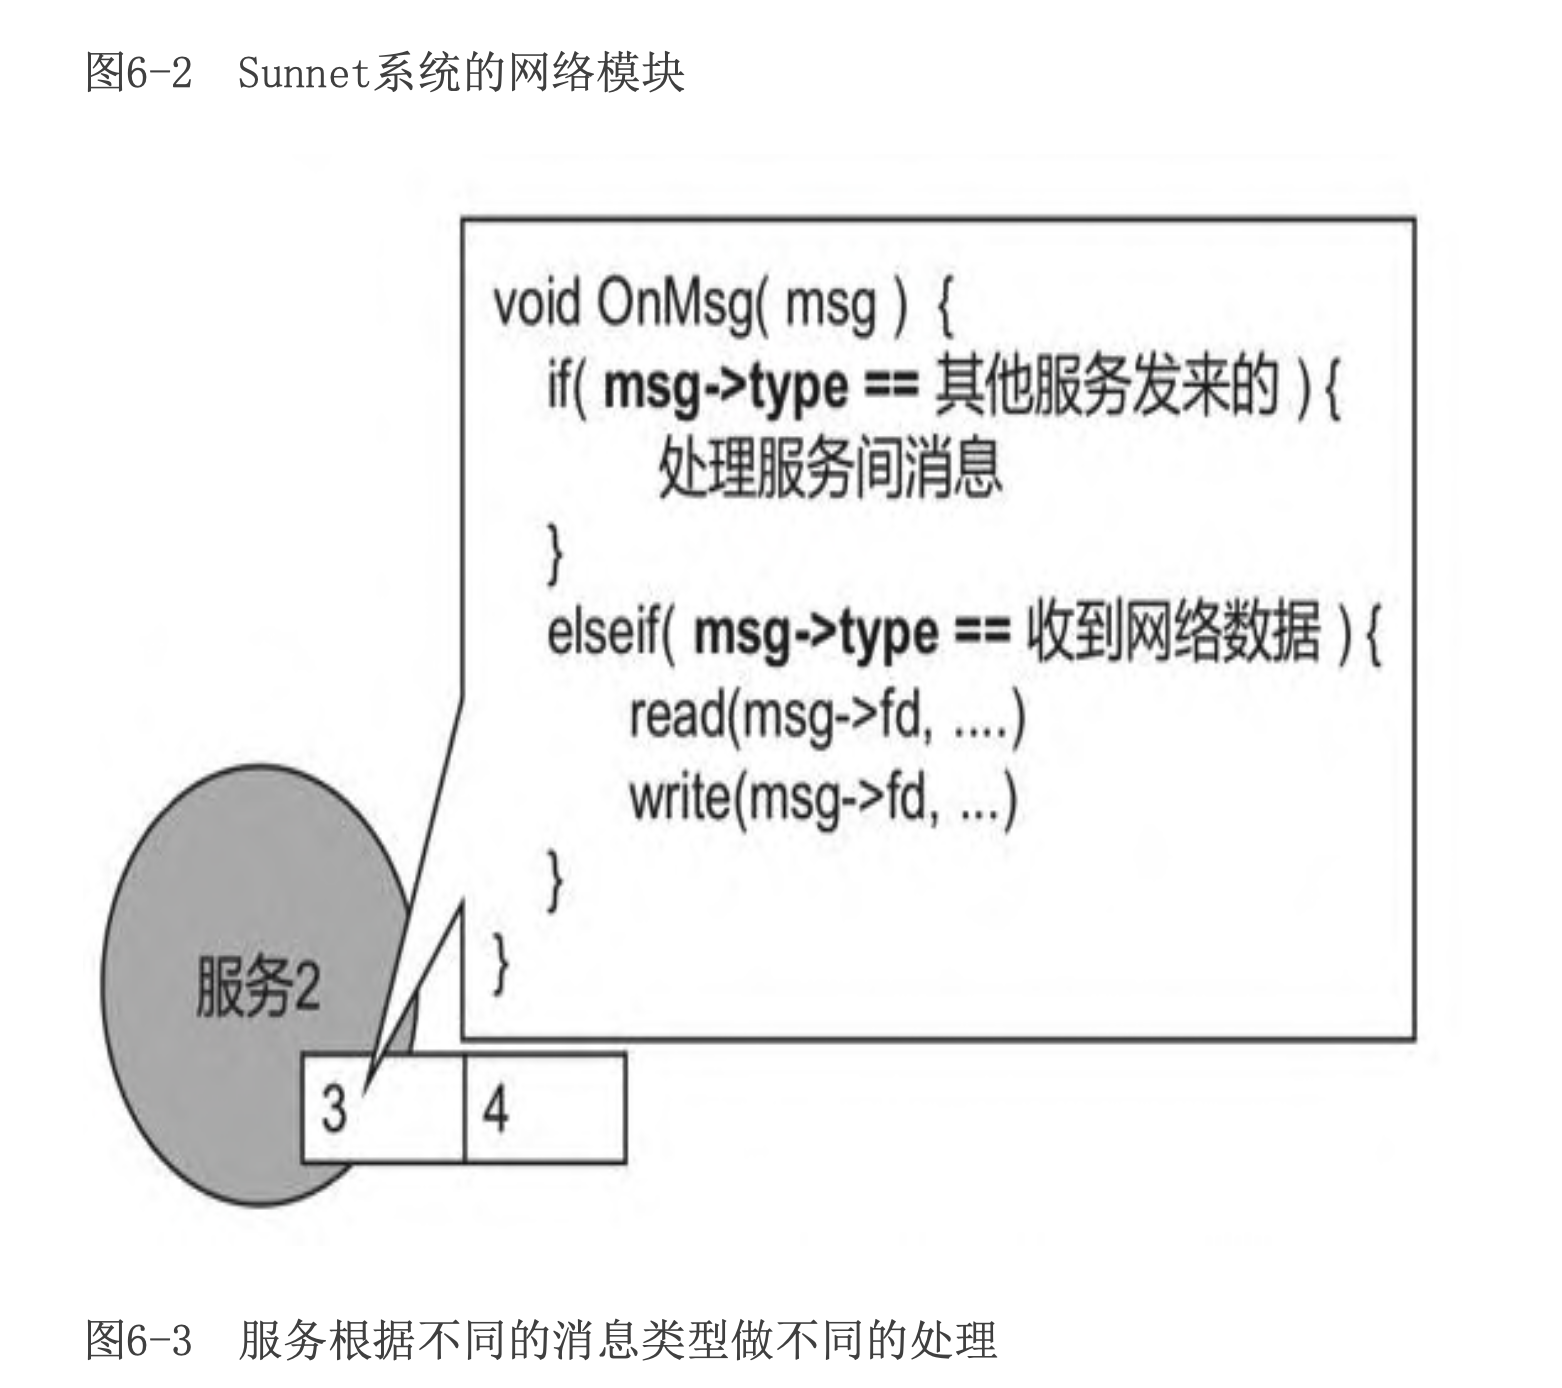 图6-2 Sunnet系统的网络模块
void OnMsg( msg ) {
if( msg->type == 其他服务发来的 ) {
处理服务间消息
}
elseif( msg->type == 收到网络数据 ) {
read(msg->fd, ....)
write(msg->fd, ...)
}
}
服务2
3 4
图6-3 服务根据不同的消息类型做不同的处理